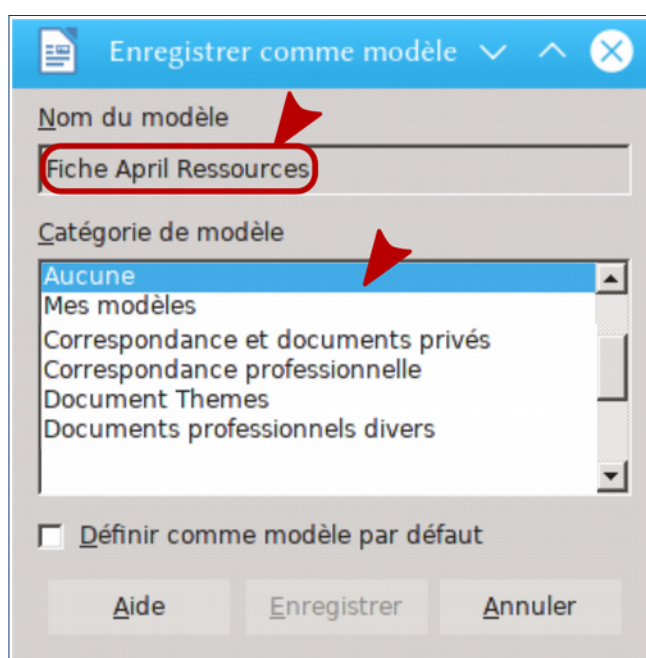 Enregistrer comme modèle
Nom du modèle
Fiche April Ressources
Catégorie de modèle
Aucune
Mes modèles
Correspondance et documents privés
Correspondance professionnelle
Document Themes
Documents professionnels divers
Définir comme modèle par défaut
Aide Enregistrer Annuler